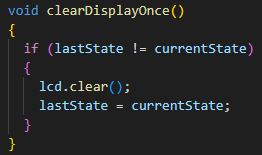 void clearDisplayOnce()
{
  if (lastState != currentState)
  {
    lcd.clear();
    lastState = currentState;
  }
}